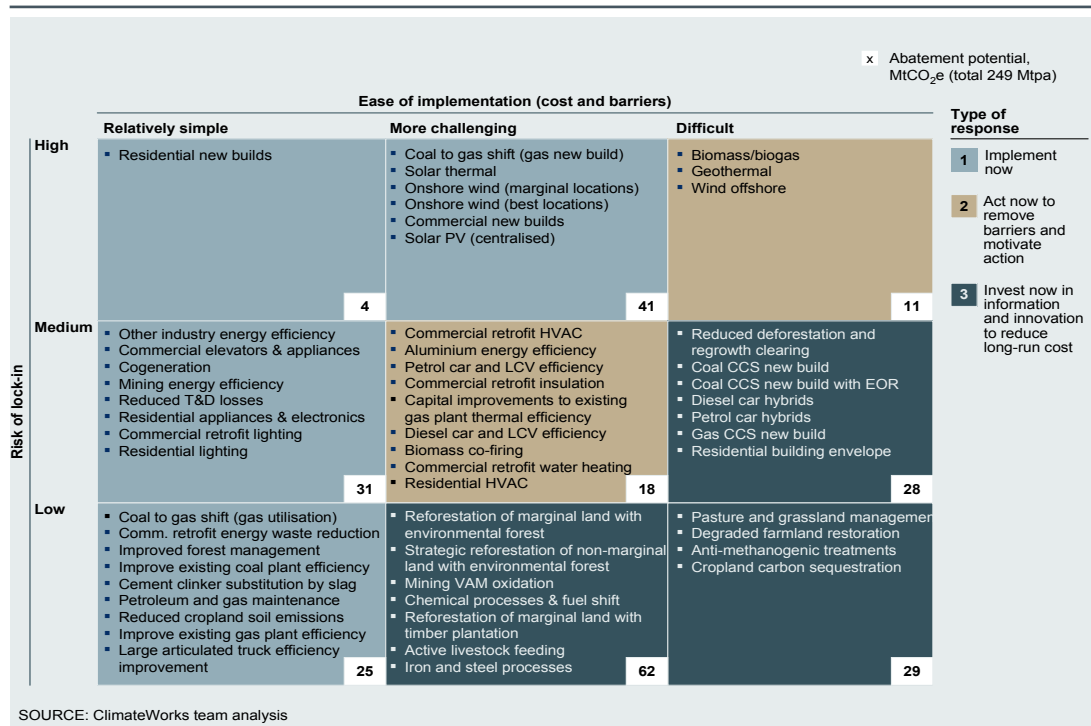 x Abatement potential,
MtCO2e (total 249 Mtpa)
Ease of implementation (cost and barriers)
Relatively simple
More challenging
Difficult
Type of
response
1 Implement
now
2 Act now to
remove
barriers and
motivate
action
3 Invest now in
information
and innovation
to reduce
long-run cost
Risk of lock-in
High
▪ Residential new builds
4
▪ Coal to gas shift (gas new build)
▪ Solar thermal
▪ Onshore wind (marginal locations)
▪ Onshore wind (best locations)
▪ Commercial new builds
▪ Solar PV (centralised)
41
▪ Biomass/biogas
▪ Geothermal
▪ Wind offshore
11
Medium
▪ Other industry energy efficiency
▪ Commercial elevators & appliances
▪ Cogeneration
▪ Mining energy efficiency
▪ Reduced T&D losses
▪ Residential appliances & electronics
▪ Commercial retrofit lighting
▪ Residential lighting
31
▪ Commercial retrofit HVAC
▪ Aluminium energy efficiency
▪ Petrol car and LCV efficiency
▪ Commercial retrofit insulation
▪ Capital improvements to existing
gas plant thermal efficiency
▪ Diesel car and LCV efficiency
▪ Biomass co-firing
▪ Commercial retrofit water heating
▪ Residential HVAC
18
▪ Reduced deforestation and
regrowth clearing
▪ Coal CCS new build
▪ Coal CCS new build with EOR
▪ Diesel car hybrids
▪ Petrol car hybrids
▪ Gas CCS new build
▪ Residential building envelope
28
Low
▪ Coal to gas shift (gas utilisation)
▪ Comm. retrofit energy waste reduction
▪ Improved forest management
▪ Improve existing coal plant efficiency
▪ Cement clinker substitution by slag
▪ Petroleum and gas maintenance
▪ Reduced cropland soil emissions
▪ Improve existing gas plant efficiency
▪ Large articulated truck efficiency
improvement
25
▪ Reforestation of marginal land with
environmental forest
▪ Strategic reforestation of non-marginal
land with environmental forest
▪ Mining VAM oxidation
▪ Chemical processes & fuel shift
▪ Reforestation of marginal land with
timber plantation
▪ Active livestock feeding
▪ Iron and steel processes
62
▪ Pasture and grassland managemen
▪ Degraded farmland restoration
▪ Anti-methanogenic treatments
▪ Cropland carbon sequestration
29
SOURCE: ClimateWorks team analysis